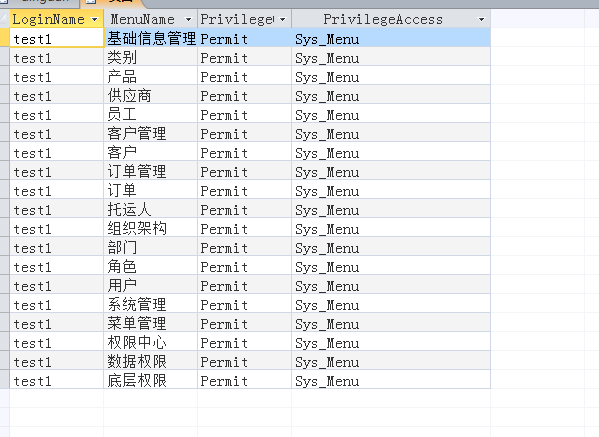 LoginName MenuName Privilege PrivilegeAccess
test1 基础信息管理 Permit Sys_Menu
test1 类别 Permit Sys_Menu
test1 产品 Permit Sys_Menu
test1 供应商 Permit Sys_Menu
test1 员工 Permit Sys_Menu
test1 客户管理 Permit Sys_Menu
test1 客户 Permit Sys_Menu
test1 订单管理 Permit Sys_Menu
test1 订单 Permit Sys_Menu
test1 托运人 Permit Sys_Menu
test1 组织架构 Permit Sys_Menu
test1 部门 Permit Sys_Menu
test1 角色 Permit Sys_Menu
test1 用户 Permit Sys_Menu
test1 系统管理 Permit Sys_Menu
test1 菜单管理 Permit Sys_Menu
test1 权限中心 Permit Sys_Menu
test1 数据权限 Permit Sys_Menu
test1 底层权限 Permit Sys_Menu